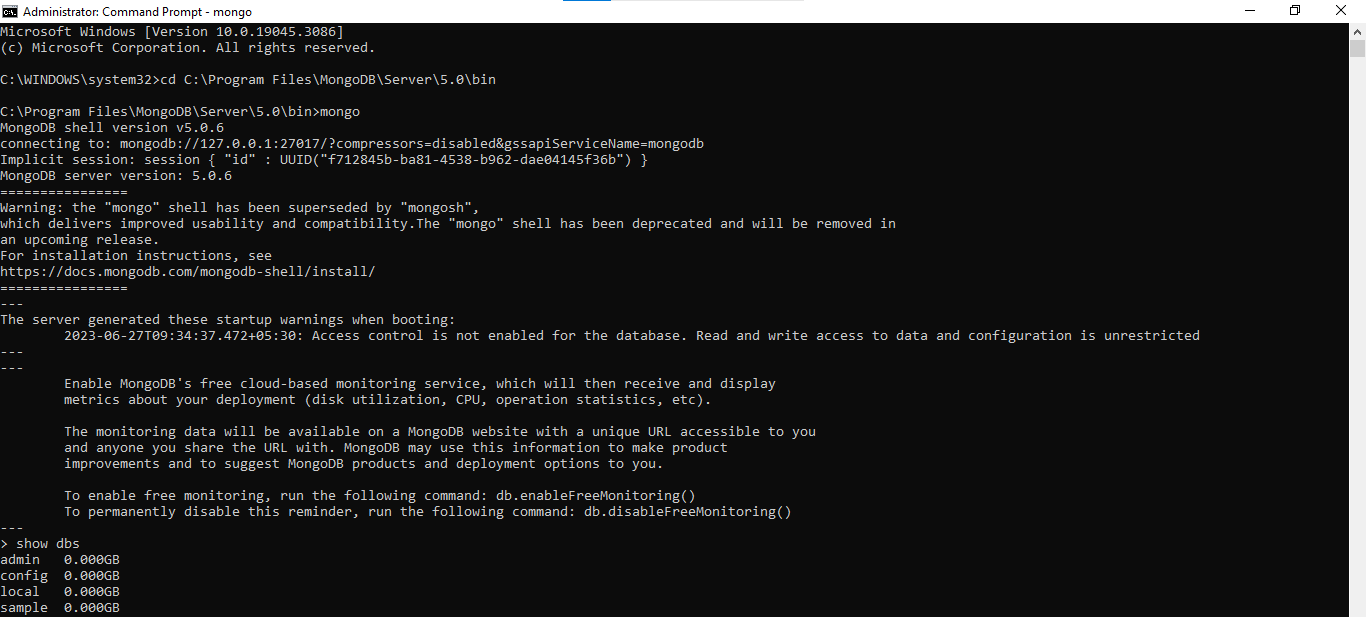 Administrator: Command Prompt - mongo
Microsoft Windows [Version 10.0.19045.3086]
(c) Microsoft Corporation. All rights reserved.
C:\WINDOWS\system32>cd C:\Program Files\MongoDB\Server\5.0\bin
C:\Program Files\MongoDB\Server\5.0\bin>mongo
MongoDB shell version v5.0.6
connecting to: mongodb://127.0.0.1:27017/?compressors=disabled&gssapiServiceName=mongodb
Implicit session: session { "id" : UUID("f712845b-ba81-4538-b962-dae04145f36b") }
MongoDB server version: 5.0.6
================
Warning: the "mongo" shell has been superseded by "mongosh",
which delivers improved usability and compatibility.The "mongo" shell has been deprecated and will be removed in
an upcoming release.
For installation instructions, see
https://docs.mongodb.com/mongodb-shell/install/
================
---
The server generated these startup warnings when booting:
        2023-06-27T09:34:37.472+05:30: Access control is not enabled for the database. Read and write access to data and configuration is unrestricted
---
---
        Enable MongoDB's free cloud-based monitoring service, which will then receive and display
        metrics about your deployment (disk utilization, CPU, operation statistics, etc).
        The monitoring data will be available on a MongoDB website with a unique URL accessible to you
        and anyone you share the URL with. MongoDB may use this information to make product
        improvements and to suggest MongoDB products and deployment options to you.
        To enable free monitoring, run the following command: db.enableFreeMonitoring()
        To permanently disable this reminder, run the following command: db.disableFreeMonitoring()
---
> show dbs
admin   0.000GB
config  0.000GB
local   0.000GB
sample  0.000GB